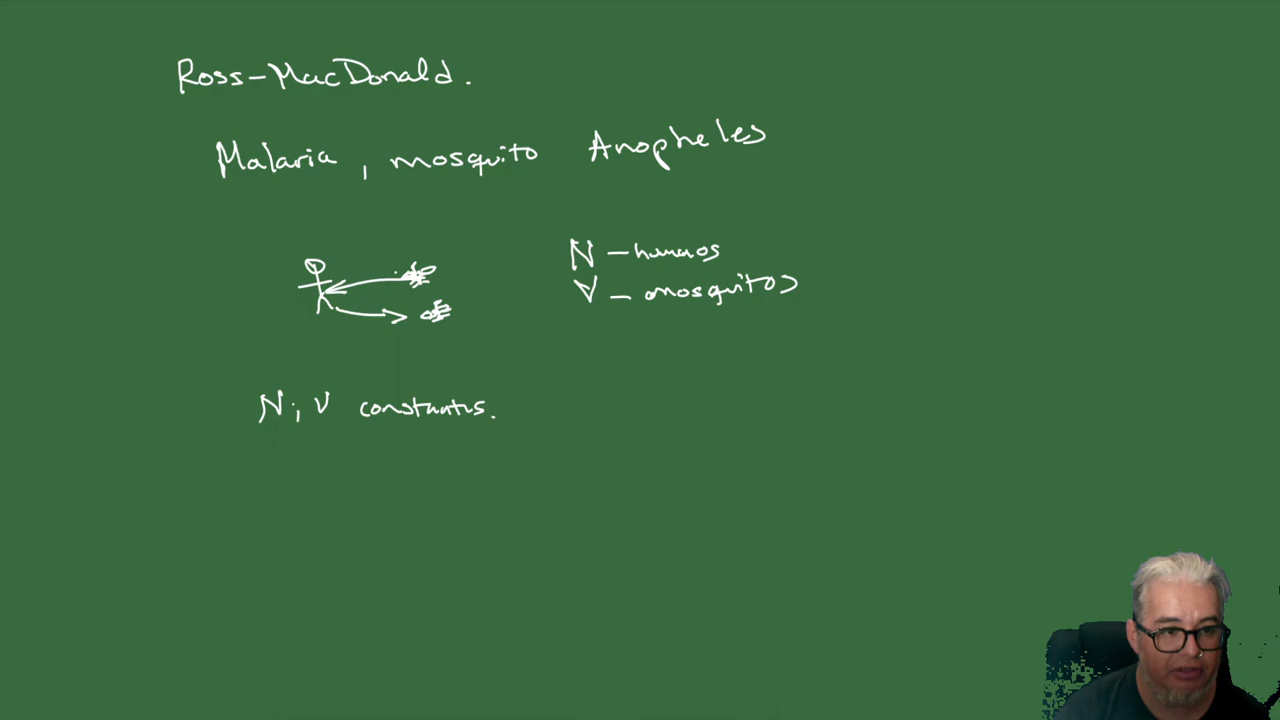 Ross-MacDonald.
Malaria, mosquito Anopheles
N - humanos
V - mosquitos
N, V constantes.